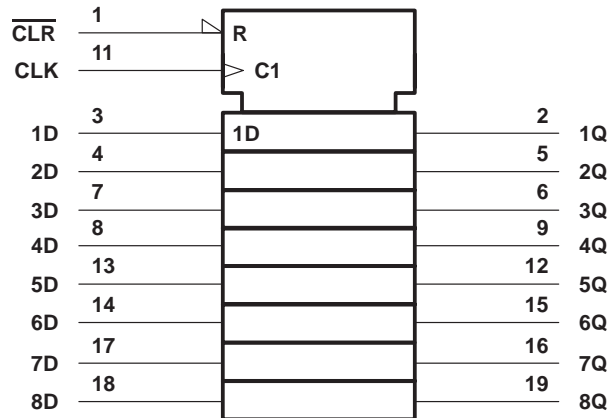 CLR 1 R
CLK 11 C1
1D 3 1D 2 1Q
2D 4 5 2Q
3D 7 6 3Q
4D 8 9 4Q
5D 13 12 5Q
6D 14 15 6Q
7D 17 16 7Q
8D 18 19 8Q